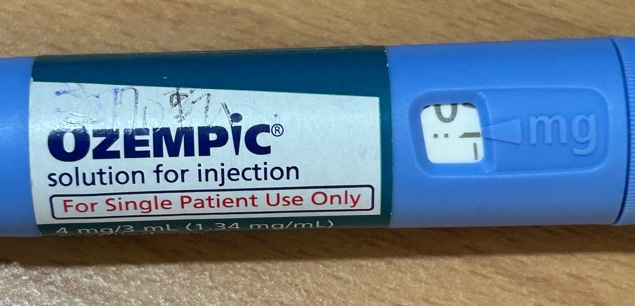 OZEMPIC®
solution for injection
For Single Patient Use Only
4 mg/3 mL (1.34 mg/mL)
mg